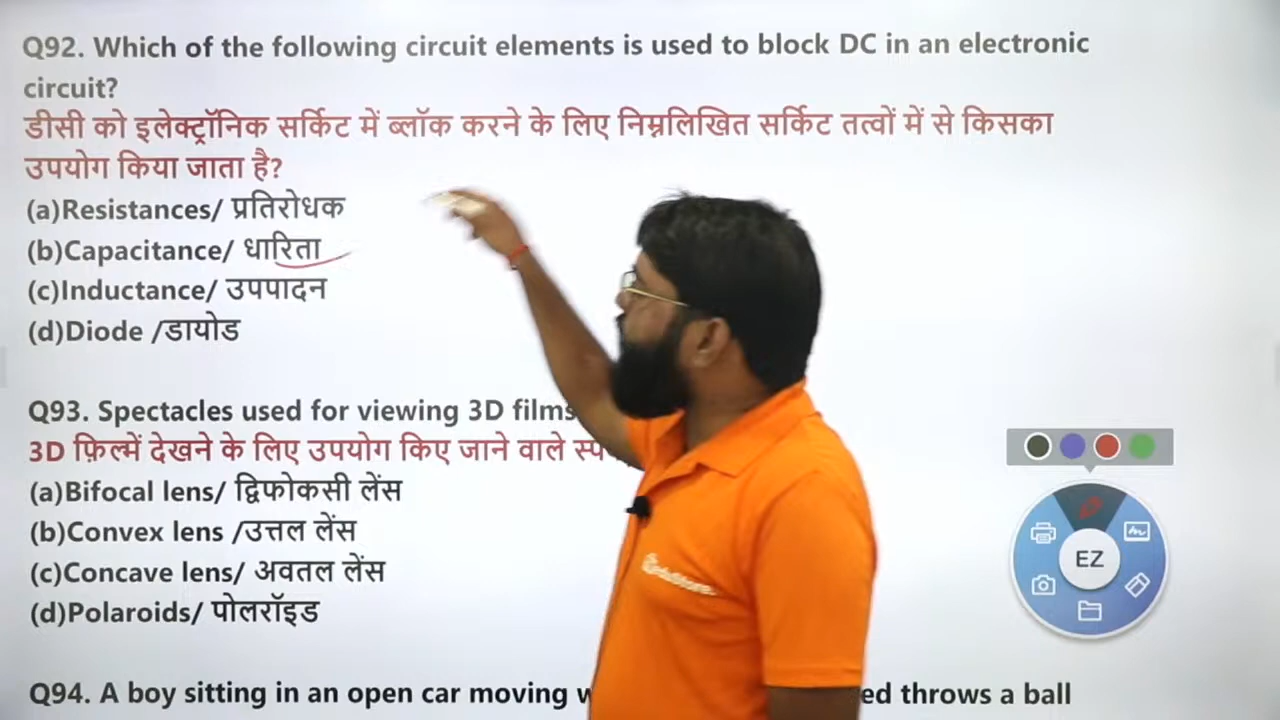 Q92. Which of the following circuit elements is used to block DC in an electronic
circuit?
डीसी को इलेक्ट्रॉनिक सर्किट में ब्लॉक करने के लिए निम्नलिखित सर्किट तत्वों में से किसका
उपयोग किया जाता है?
(a)Resistances/ प्रतिरोधक
(b)Capacitance/ धारिता
(c)Inductance/ उपपादन
(d)Diode /डायोड
Q93. Spectacles used for viewing 3D films
3D फ़िल्में देखने के लिए उपयोग किए जाने वाले
(a)Bifocal lens/ द्विफोकसी लेंस
(b)Convex lens /उत्तल लेंस
(c)Concave lens/ अवतल लेंस
(d)Polaroids/ पोलरॉइड
EZ
Q94. A boy sitting in an open car moving throws a ball